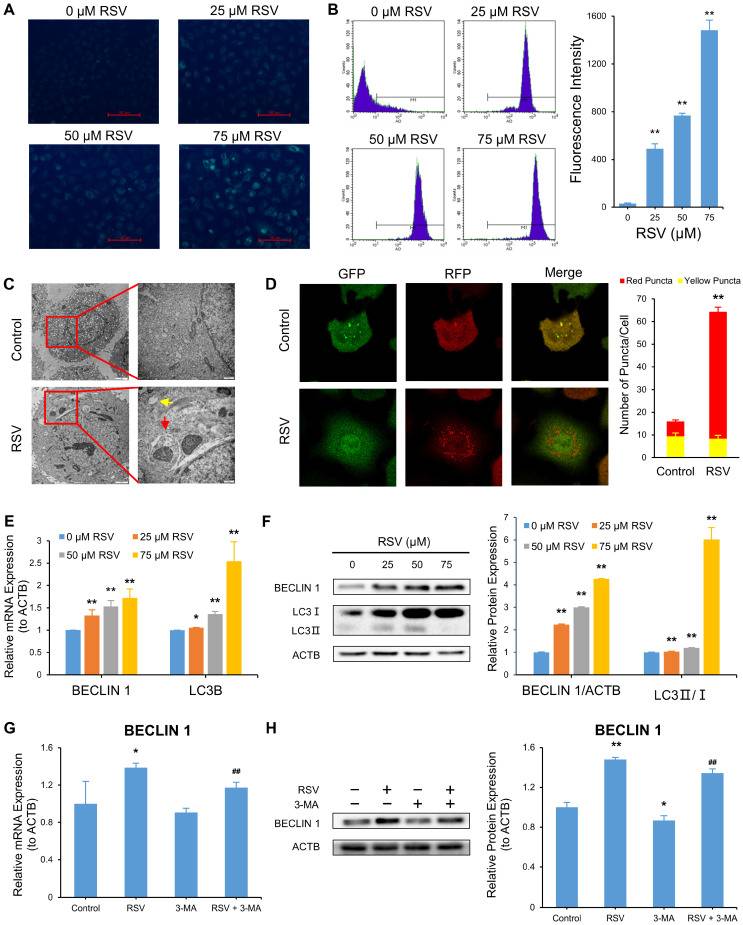 A
0 µM RSV
25 µM RSV
50 µM RSV
75 µM RSV
B
0 µM RSV
25 µM RSV
50 µM RSV
75 µM RSV
Counts
M1
Fluorescence Intensity
1600
1200
800
400
0
**
**
**
0 25 50 75
RSV (µM)
C
Control
RSV
D
GFP RFP Merge
Control
RSV
Red Puncta Yellow Puncta
Number of Puncta/Cell
70
60
50
40
30
20
10
0
**
Control RSV
E
Relative mRNA Expression
(to ACTB)
0 µM RSV 25 µM RSV
50 µM RSV 75 µM RSV
3
2.5
2
1.5
1
0.5
0
** ** **
* ** **
BECLIN 1 LC3B
F
RSV (µM)
0 25 50 75
BECLIN 1
LC3Ⅰ
LC3Ⅱ
ACTB
Relative Protein Expression
0 µM RSV 25 µM RSV
50 µM RSV 75 µM RSV
7
6
5
4
3
2
1
0
** ** **
** ** **
BECLIN 1/ACTB LC3Ⅱ/Ⅰ
G
BECLIN 1
Relative mRNA Expression
(to ACTB)
1.6
1.2
0.8
0.4
0
*
##
Control RSV 3-MA RSV + 3-MA
H
RSV – + – +
3-MA – – + +
BECLIN 1
ACTB
BECLIN 1
Relative Protein Expression
(to ACTB)
1.6
1.2
0.8
0.4
0
**
*
##
Control RSV 3-MA RSV + 3-MA